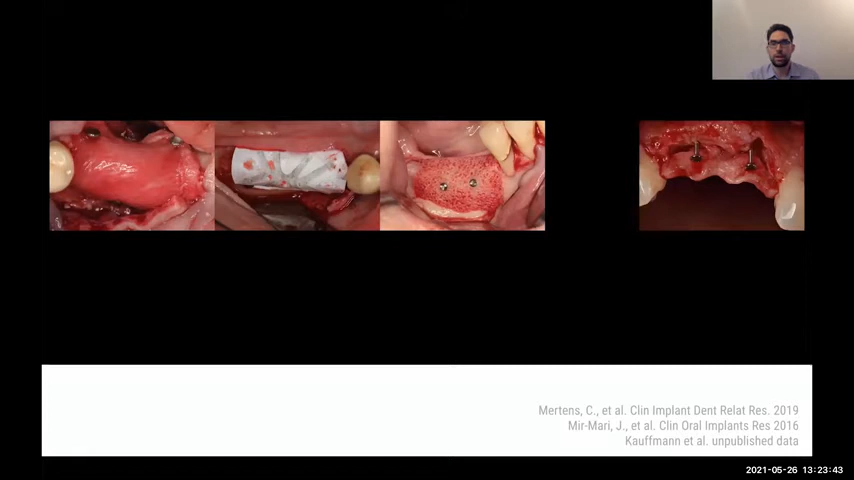 Mertens, C., et al. Clin Implant Dent Relat Res. 2019
Mir-Mari, J., et al. Clin Oral Implants Res 2016
Kauffmann et al. unpublished data
2021-05-26 13:23:43